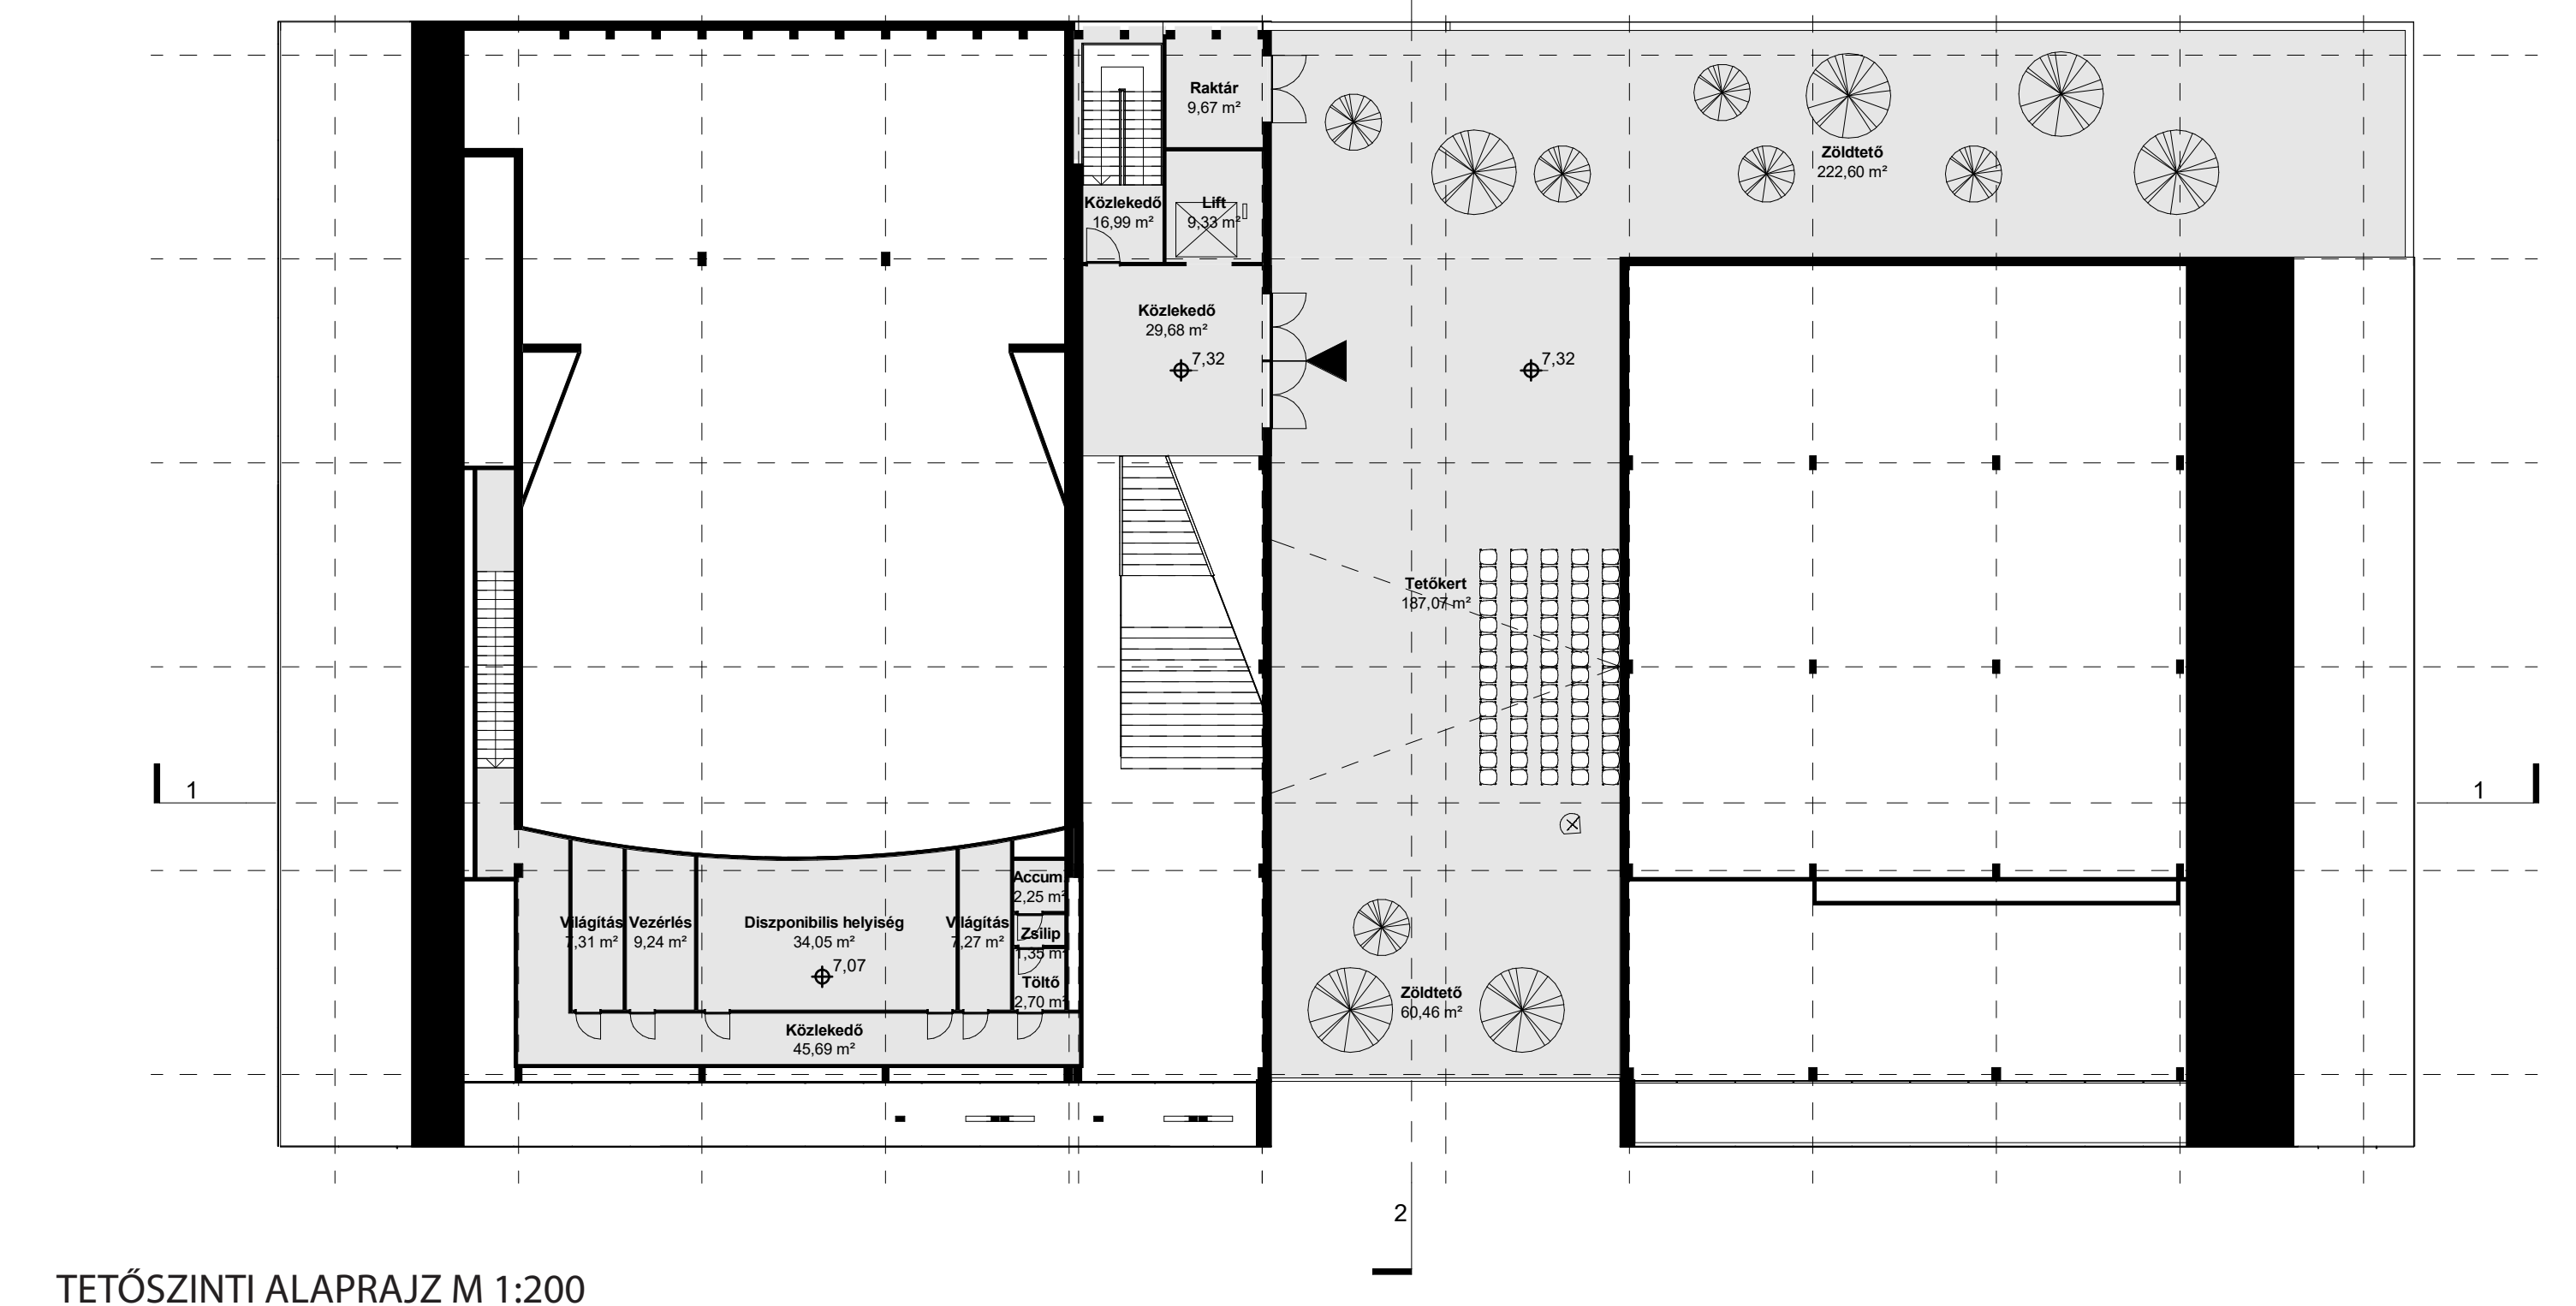 Raktár
9,67 m²
Közlekedő
16,99 m²
Lift
9,33 m²
Zöldtető
222,60 m²
Közlekedő
29,68 m²
7,32
7,32
Tetőkert
187,07 m²
1
1
Accum
2,25 m²
Világítás
7,31 m²
Vezérlés
9,24 m²
Diszponibilis helyiség
34,05 m²
7,07
Világítás
7,27 m²
Zsilip
1,35 m²
Töltő
2,70 m²
Közlekedő
45,69 m²
Zöldtető
60,46 m²
2
TETŐSZINTI ALAPRAJZ M 1:200